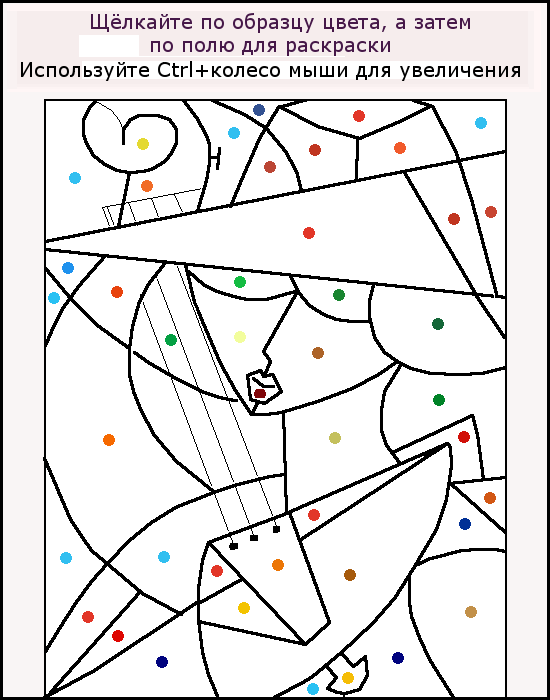 Щёлкайте по образцу цвета, а затем
по полю для раскраски
Используйте Ctrl+колесо мыши для увеличения